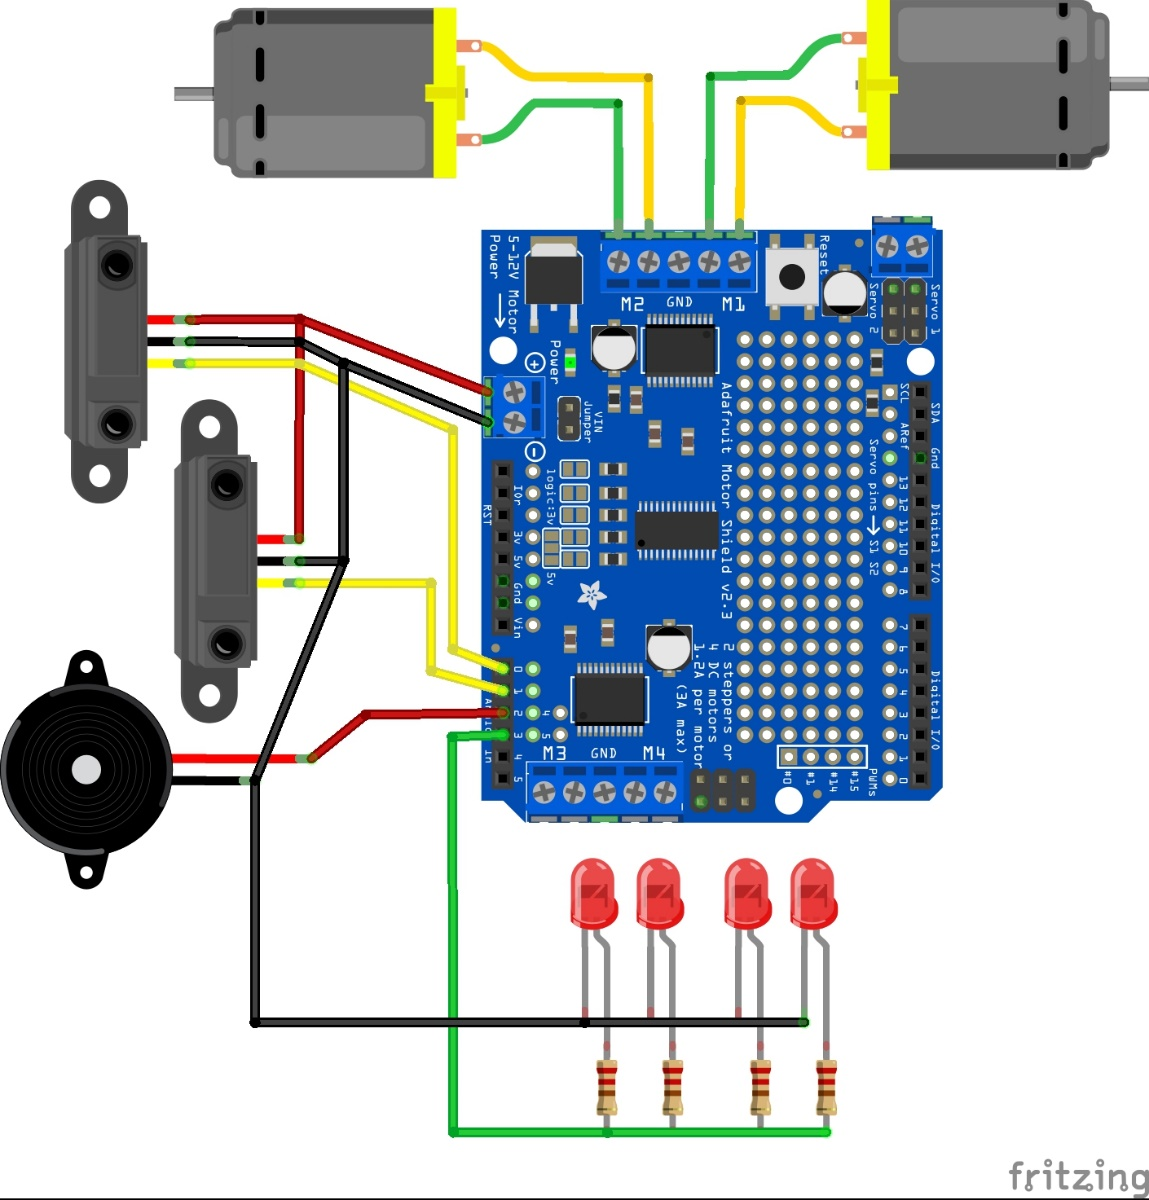 5-12V Motor
Power
M2
GND
M1
Reset
Servo 2
Servo 1
Power
VIN
Jumper
SCL
SDA
ARef
Gnd
Servo pins
S1 S2
13
12
11
10
9
8
Digital I/O
Adafruit Motor Shield v2.3
logic:3v
5v
IOr
RST
3v
5v
Gnd
Vin
7
6
5
4
3
2
1
0
Digital I/O
0
1
2
3
4
5
In
4
5
2 steppers or
4 DC motors
1.2A per motor
(3A max)
M3
GND
M4
#0
#1
#14
#15
PWMs
fritzing